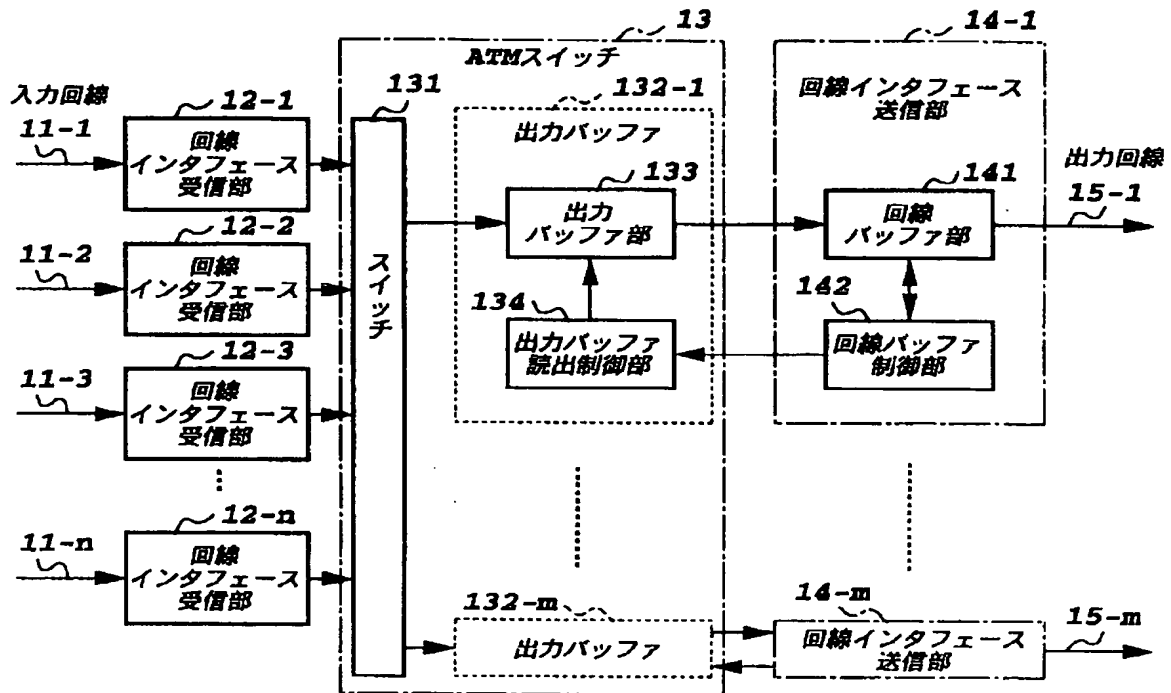 13
14-1
ATMスイッチ
回線インタフェース
送信部
入力回線
12-1
131
132-1
11-1
回線
インタフェース
受信部
出力バッファ
出力回線
133
141
15-1
出力
バッファ部
回線
バッファ部
12-2
11-2
回線
インタフェース
受信部
スイッチ
134
142
出力バッファ
読出制御部
回線バッファ
制御部
12-3
11-3
回線
インタフェース
受信部
12-n
11-n
回線
インタフェース
受信部
132-m
14-m
15-m
出力バッファ
回線インタフェース
送信部